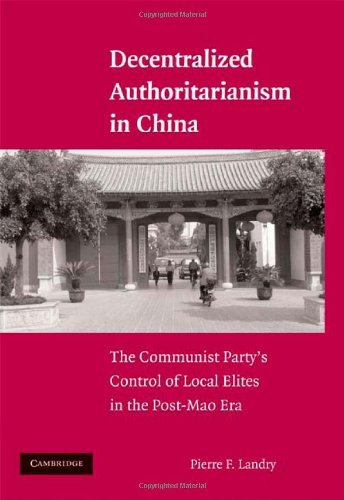 Decentralized
Authoritarianism
in China
The Communist Party's
Control of Local Elites
in the Post-Mao Era
CAMBRIDGE
Pierre F. Landry